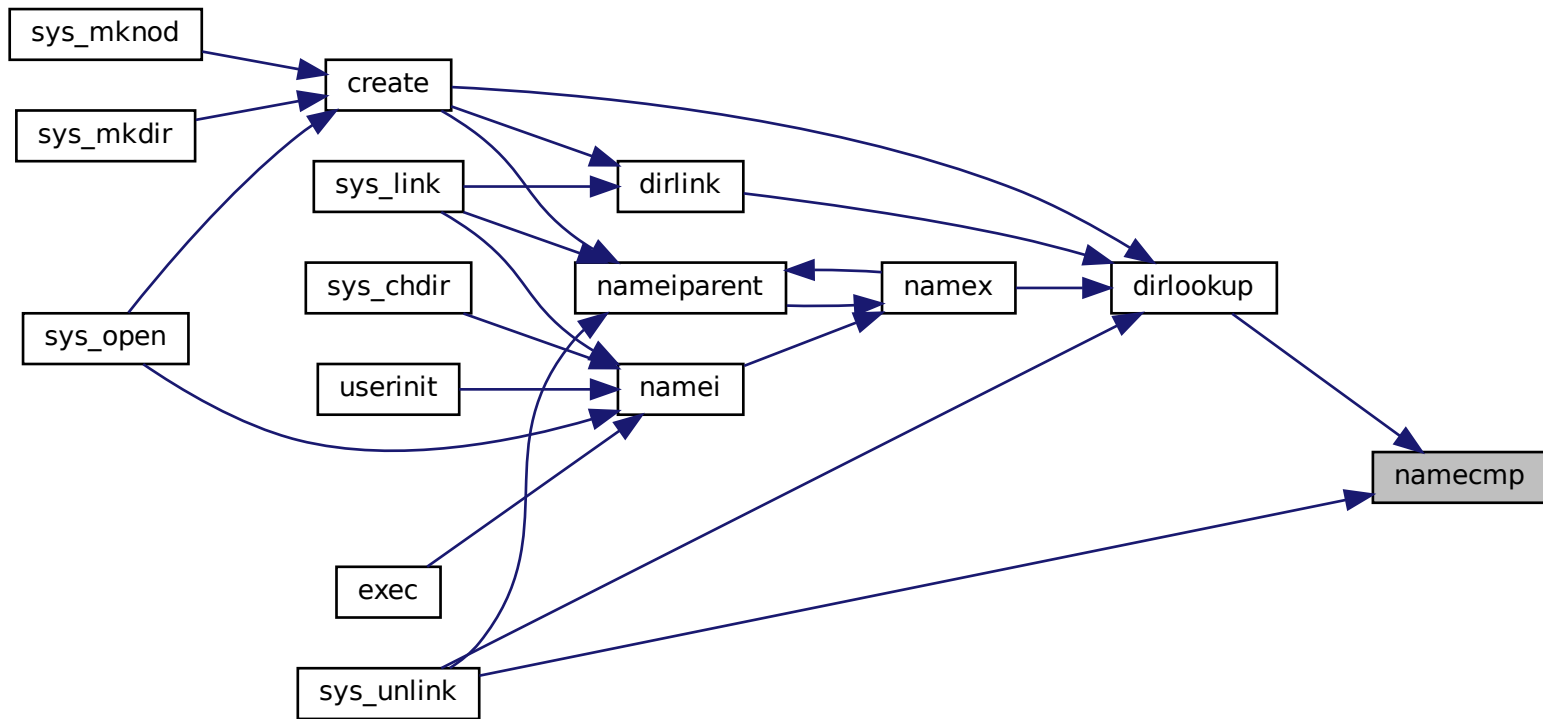 sys_mknod
create
sys_mkdir
sys_link
dirlink
sys_chdir
nameiparent
namex
dirlookup
sys_open
userinit
namei
namecmp
exec
sys_unlink